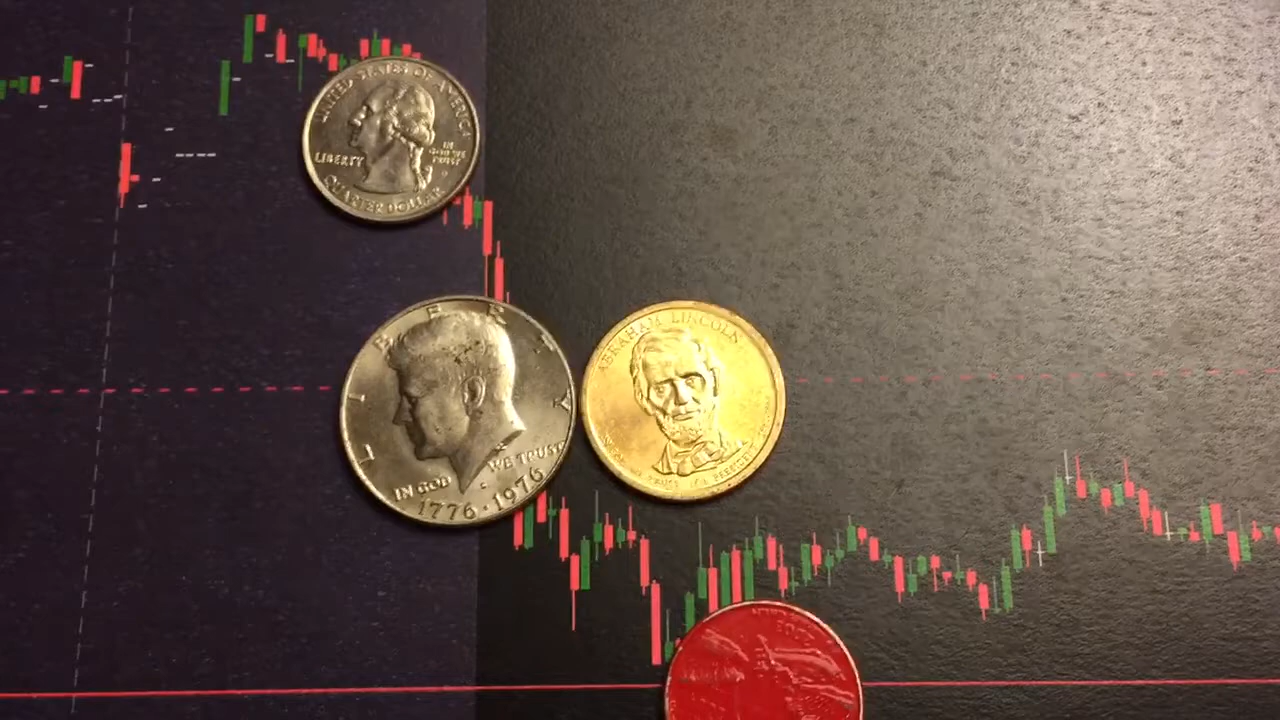 UNITED STATES OF AMERICA
LIBERTY
IN
GOD WE
TRUST
QUARTER DOLLAR
LIBERTY
IN GOD WE TRUST
1776 · 1976
ABRAHAM LINCOLN